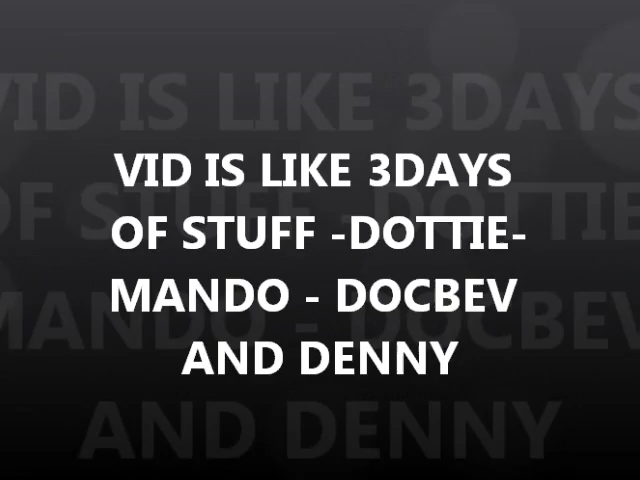 VID IS LIKE 3DAYS
OF STUFF -DOTTIE-
MANDO - DOCBEV
AND DENNY